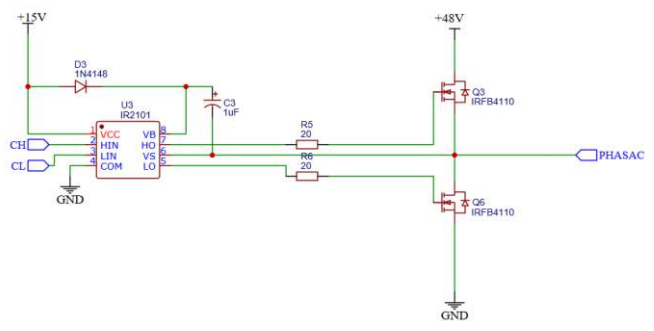 +15V
+48V
D3
1N4148
C3
1uF
U3
IR2101
Q3
IRFB4110
R5
20
1 VCC VB 8
CH 2 HIN HO 7
CL 3 LIN VS 6
4 COM LO 5
PHASAC
R6
20
GND
Q6
IRFB4110
GND